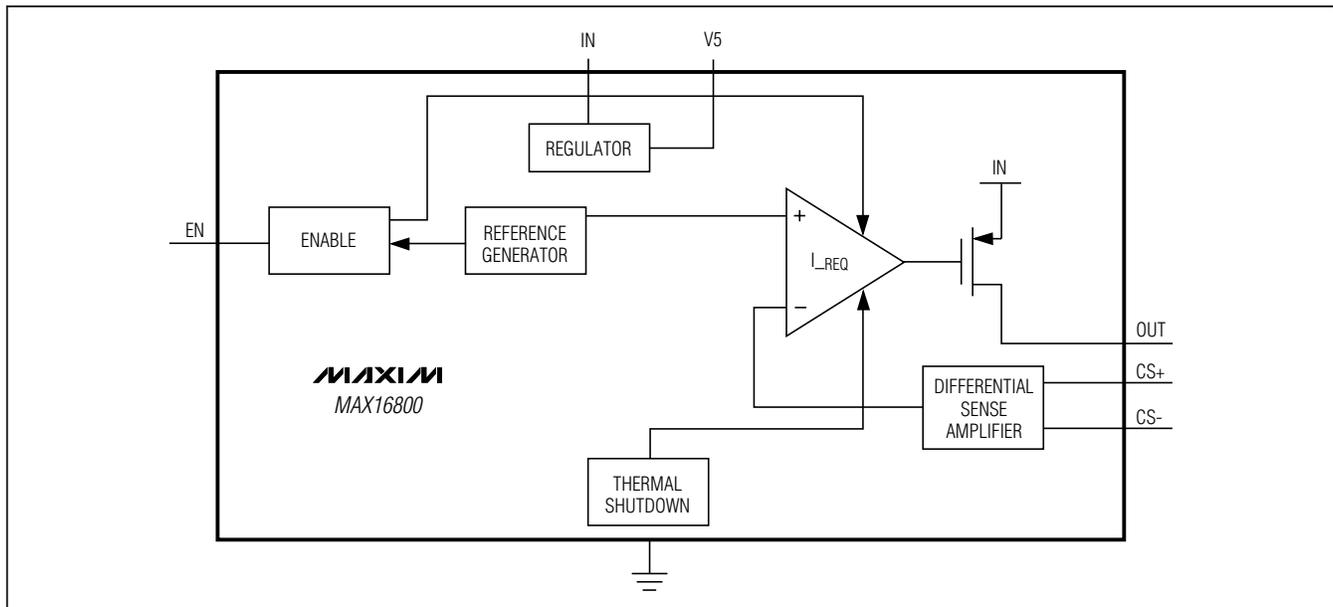 IN
V5
REGULATOR
IN
EN
ENABLE
REFERENCE
GENERATOR
+
I_REQ
−
OUT
CS+
DIFFERENTIAL
SENSE
AMPLIFIER
CS-
MAXIM
MAX16800
THERMAL
SHUTDOWN